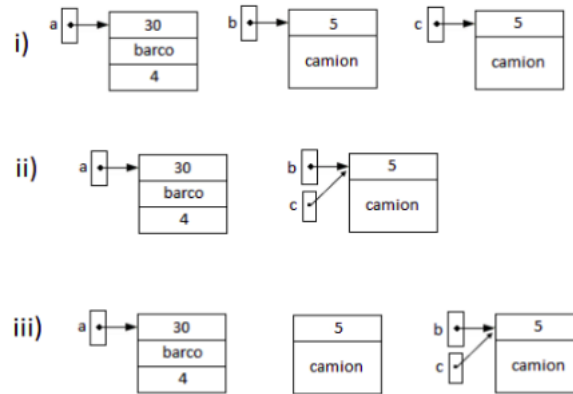 i)
a 30 b 5 c 5
barco camion camion
4
ii)
a 30 b 5
barco c camion
4
iii)
a 30 5 b 5
barco camion c camion
4